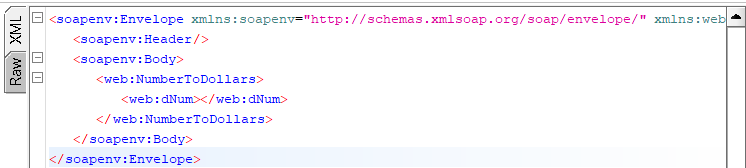 XML
Raw
<soapenv:Envelope xmlns:soapenv="http://schemas.xmlsoap.org/soap/envelope/" xmlns:web
<soapenv:Header/>
<soapenv:Body>
<web:NumberToDollars>
<web:dNum></web:dNum>
</web:NumberToDollars>
</soapenv:Body>
</soapenv:Envelope>